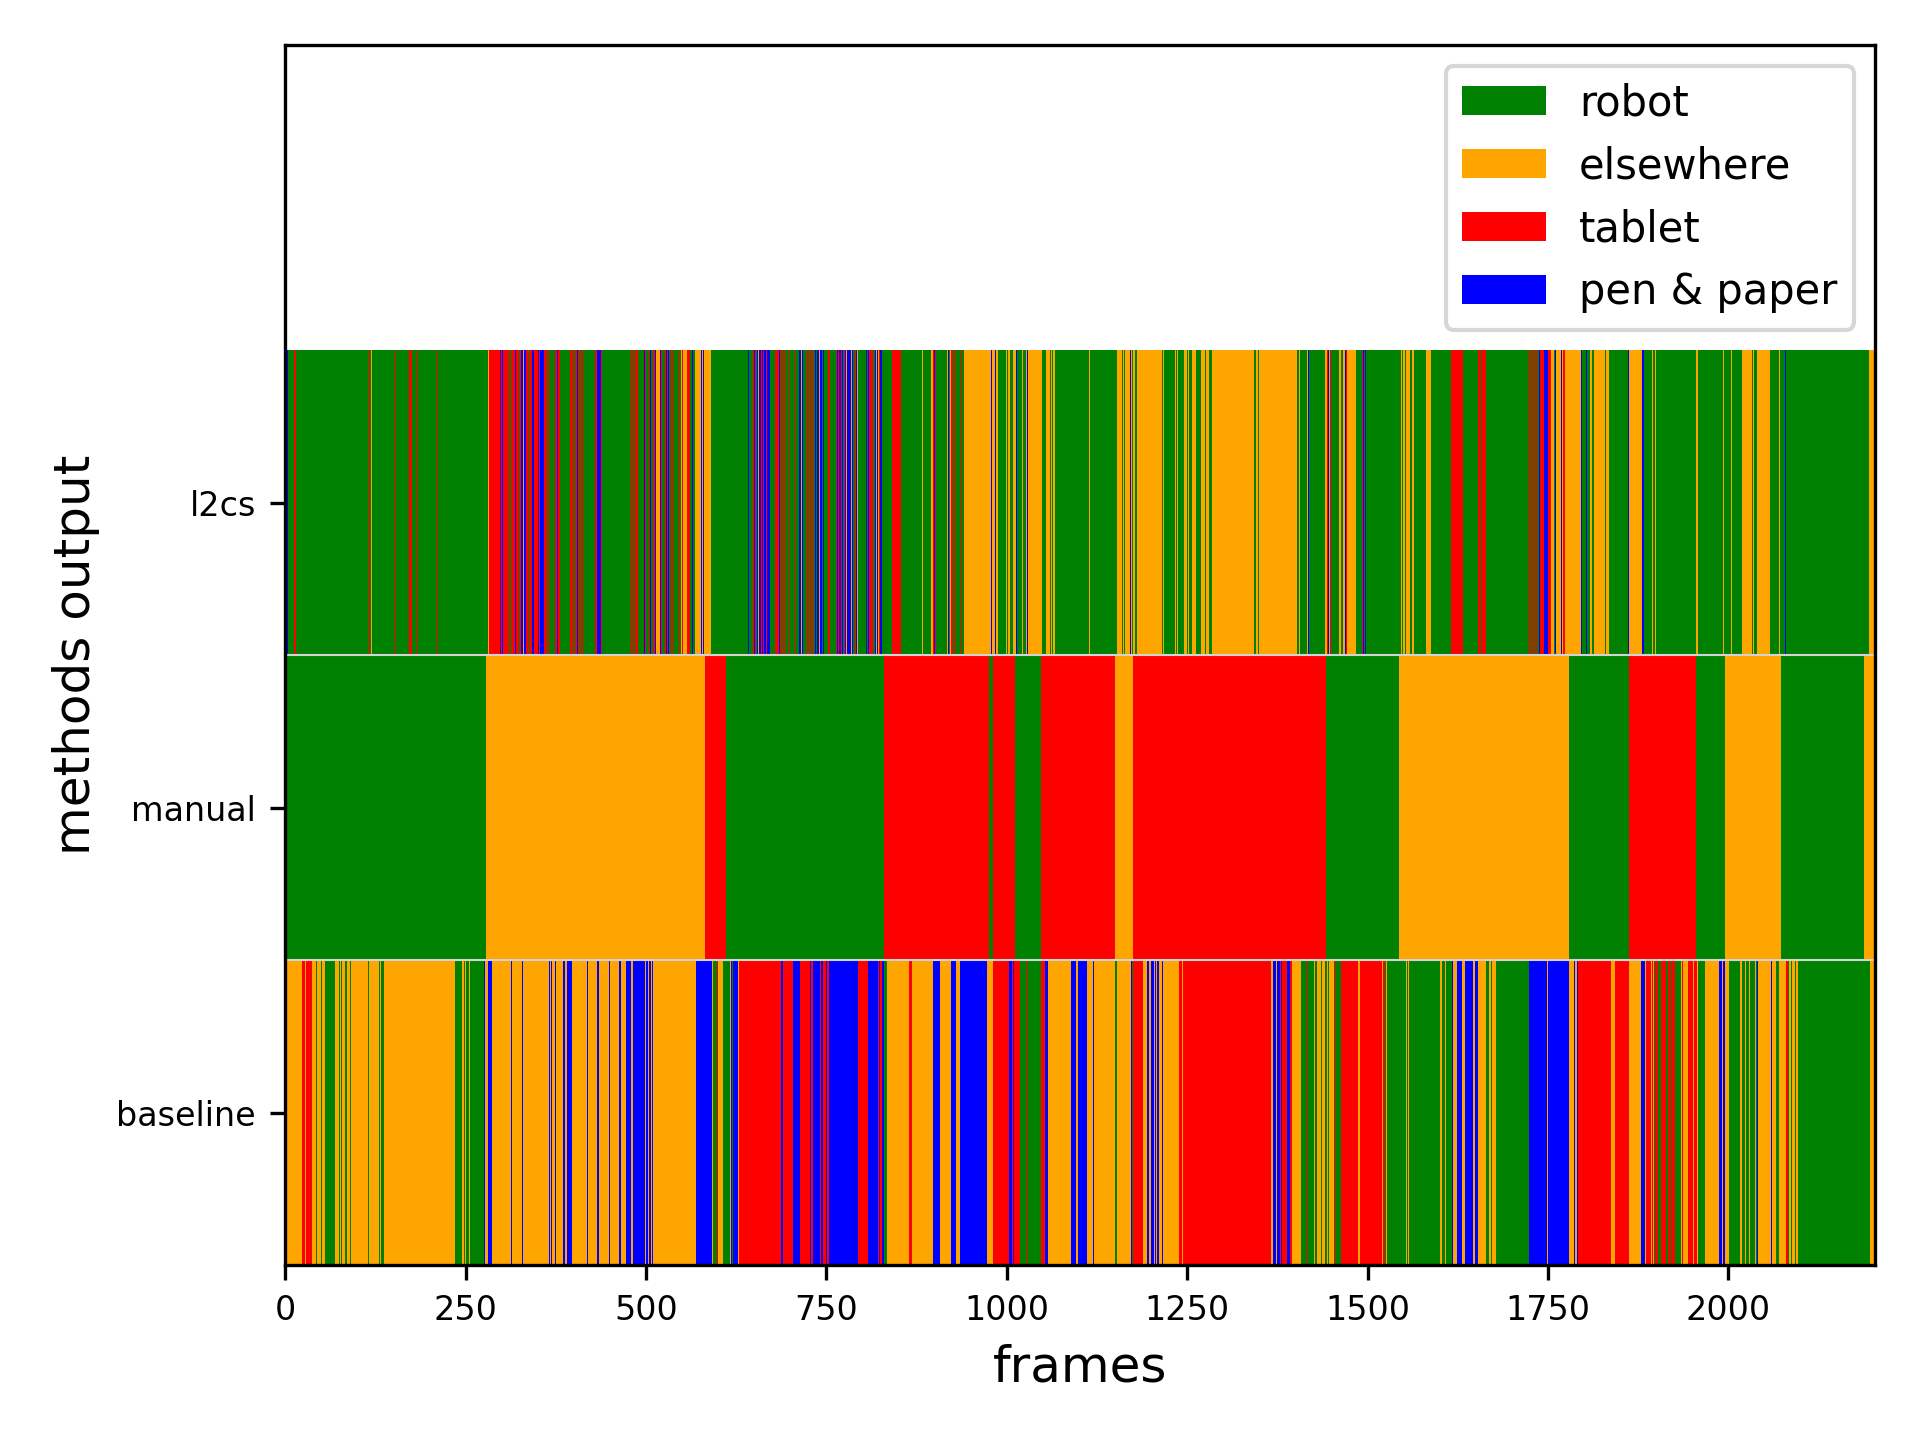 robot
elsewhere
tablet
pen & paper
methods output
l2cs
manual
baseline
0 250 500 750 1000 1250 1500 1750 2000
frames